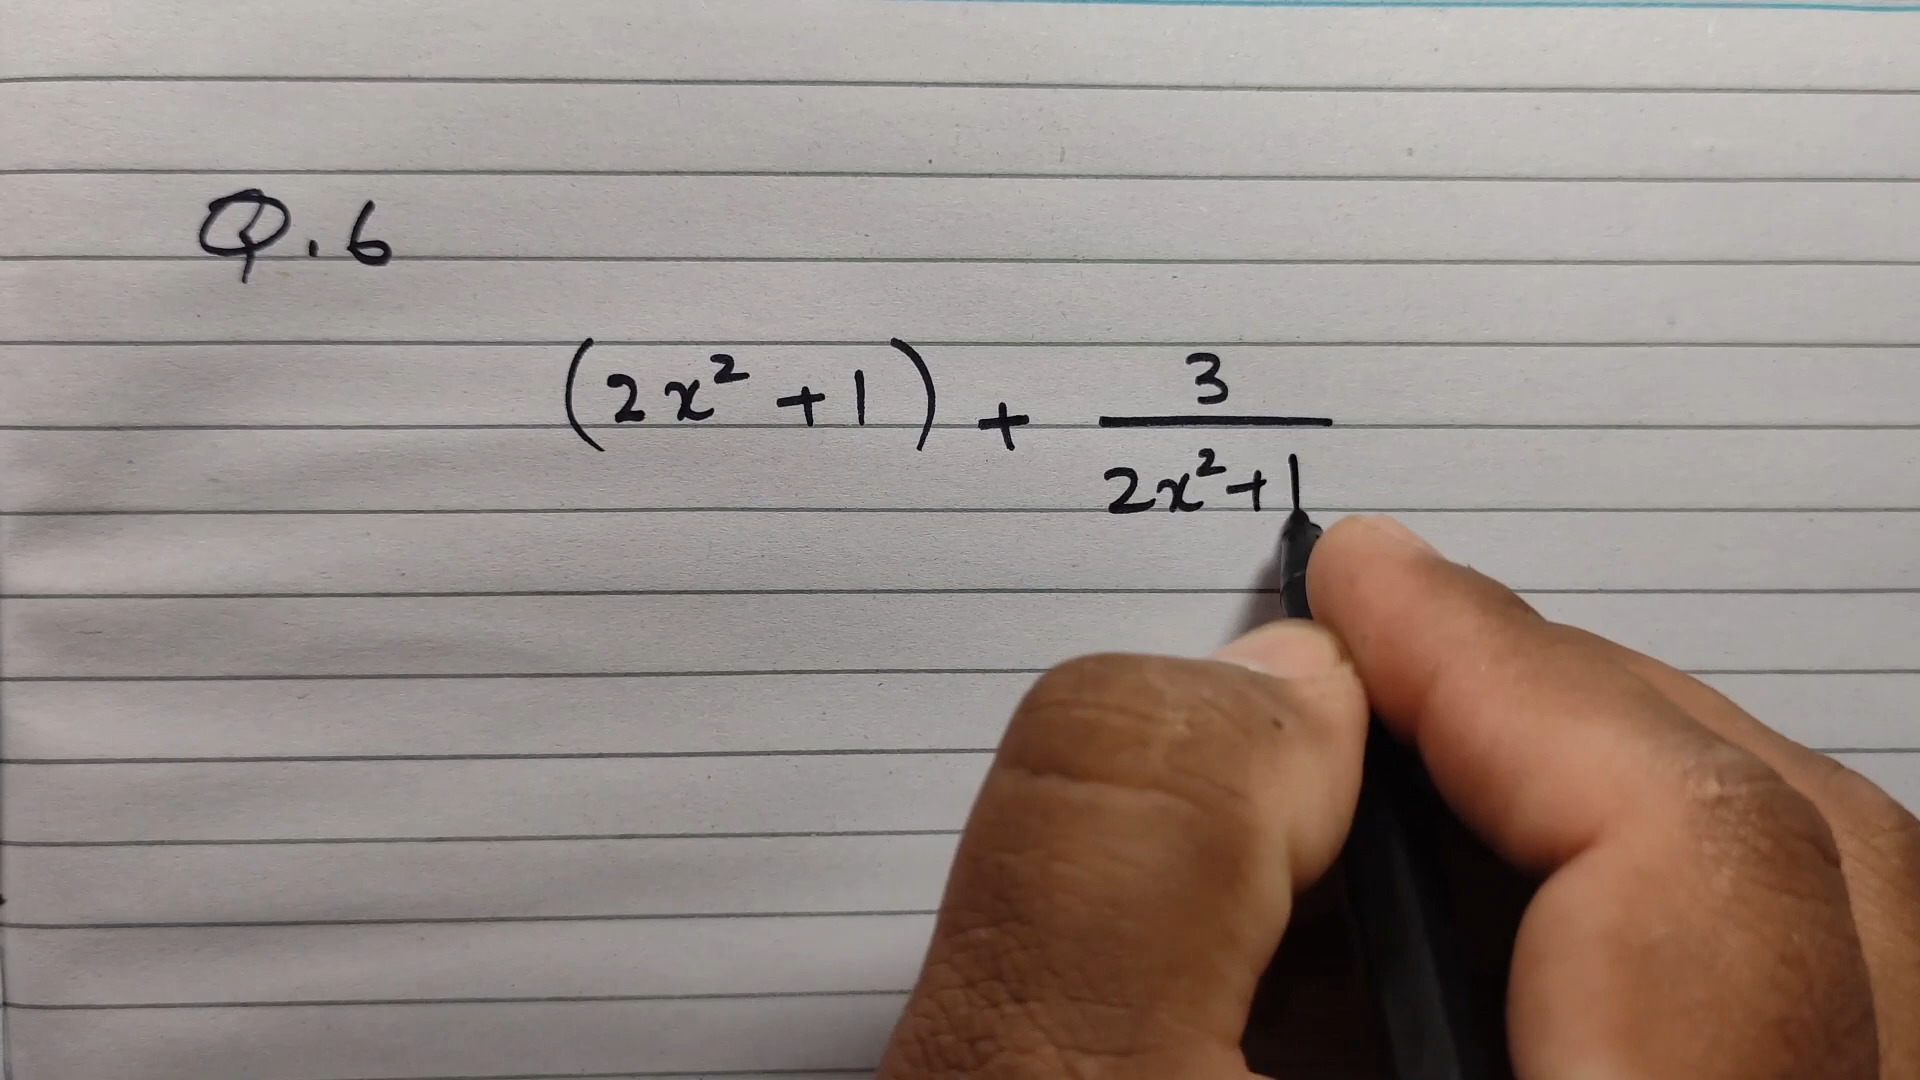 Q.6
(2x² + 1) + 3/(2x²+1)